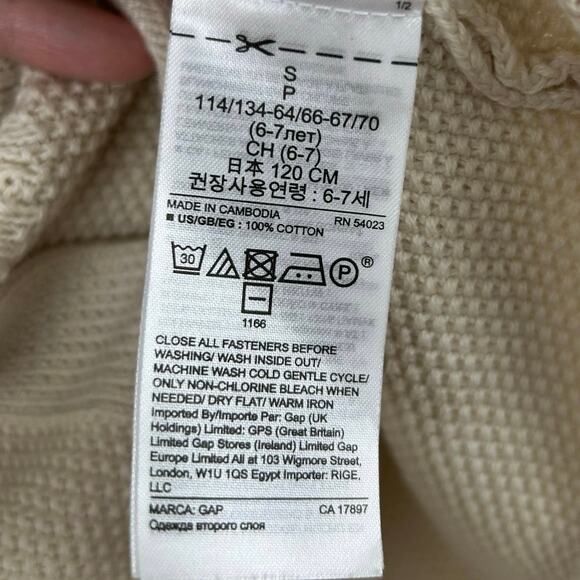 1/2
S
P
114/134-64/66-67/70
(6-7лет)
CH (6-7)
日本 120 CM
권장사용연령 : 6-7세
MADE IN CAMBODIA RN 54023
US/GB/EG : 100% COTTON
30 P ®
1166
CLOSE ALL FASTENERS BEFORE
WASHING/ WASH INSIDE OUT/
MACHINE WASH COLD GENTLE CYCLE/
ONLY NON-CHLORINE BLEACH WHEN
NEEDED/ DRY FLAT/ WARM IRON
Imported By/Importe Par: Gap (UK
Holdings) Limited: GPS (Great Britain)
Limited Gap Stores (Ireland) Limited Gap
Europe Limited All at 103 Wigmore Street,
London, W1U 1QS Egypt Importer: RIGE,
LLC
MARCA: GAP CA 17897
Одежда второго слоя